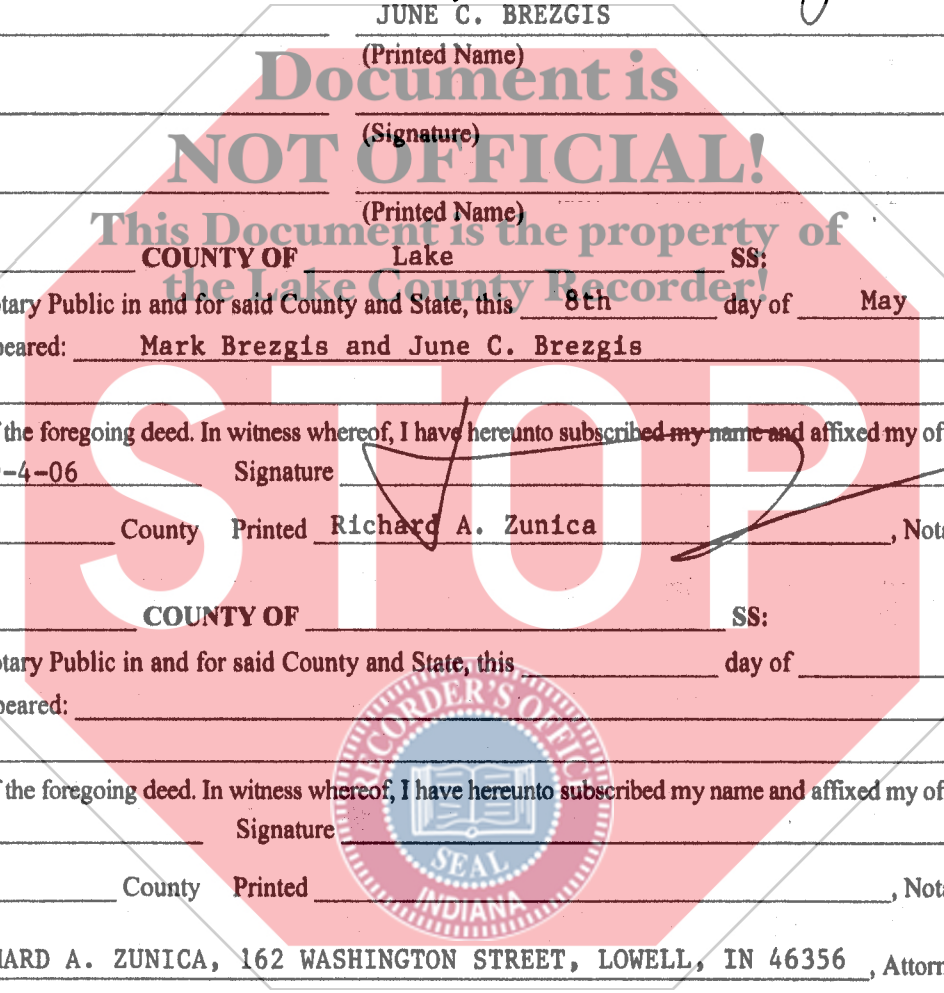 JUNE C. BREZGIS
(Printed Name)
Document is
(Signature)
NOT OFFICIAL!
(Printed Name)
This Document is the property of
COUNTY OF Lake SS:
the Lake County Recorder!
tary Public in and for said County and State, this 8th day of May
peared: Mark Brezgis and June C. Brezgis
the foregoing deed. In witness whereof, I have hereunto subscribed my name and affixed my of
-4-06 Signature
County Printed Richard A. Zunica , Nota
STOP
COUNTY OF SS:
tary Public in and for said County and State, this day of
peared:
RECORDER'S OFFICE
the foregoing deed. In witness whereof, I have hereunto subscribed my name and affixed my of
Signature
SEAL
County Printed , Nota
INDIANA
ARD A. ZUNICA, 162 WASHINGTON STREET, LOWELL, IN 46356 , Attorn